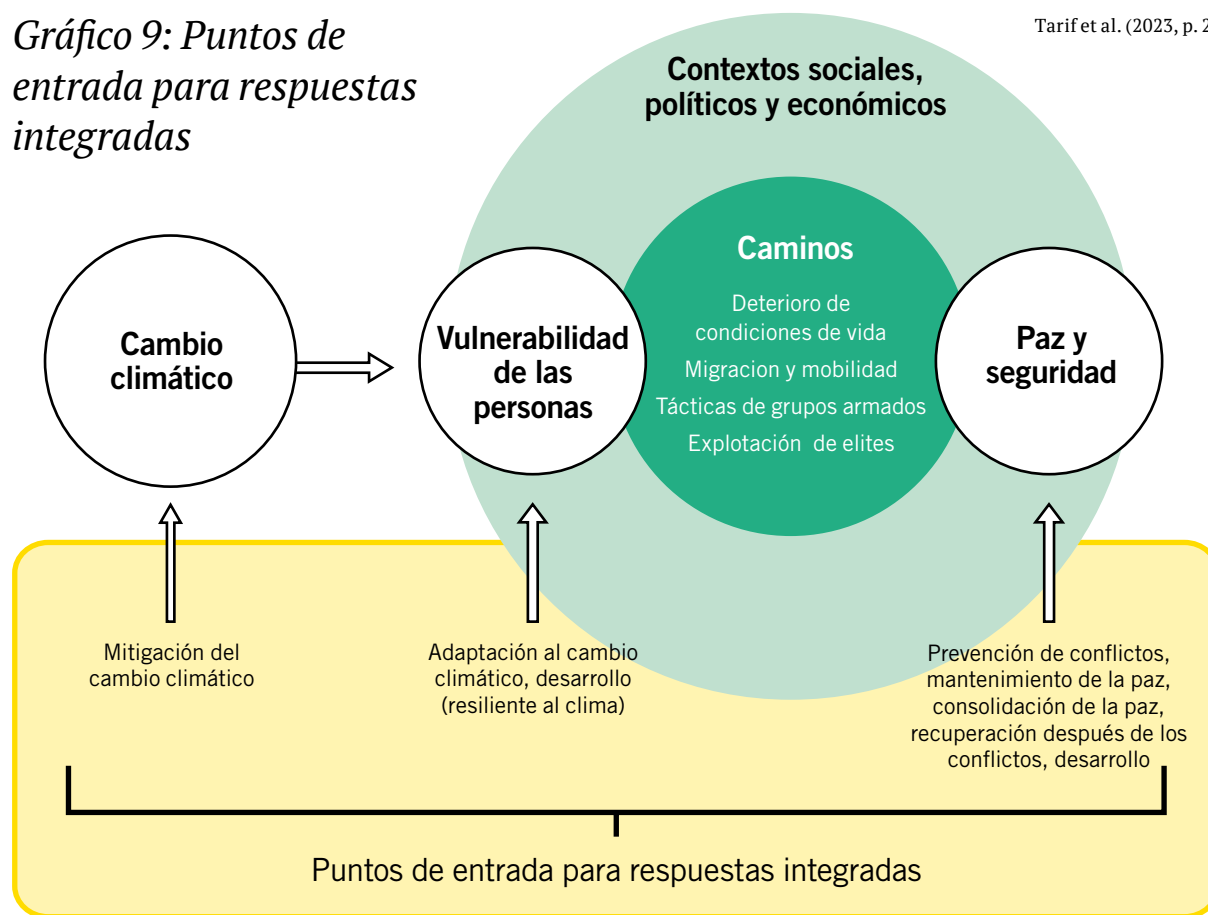 Gráfico 9: Puntos de
entrada para respuestas
integradas
Tarif et al. (2023, p. 2
Contextos sociales,
políticos y económicos
Cambio
climático
Vulnerabilidad
de las
personas
Caminos
Deterioro de
condiciones de vida
Migracion y mobilidad
Tácticas de grupos armados
Explotación de elites
Paz y
seguridad
Mitigación del
cambio climático
Adaptación al cambio
climático, desarrollo
(resiliente al clima)
Prevención de conflictos,
mantenimiento de la paz,
consolidación de la paz,
recuperación después de los
conflictos, desarrollo
Puntos de entrada para respuestas integradas